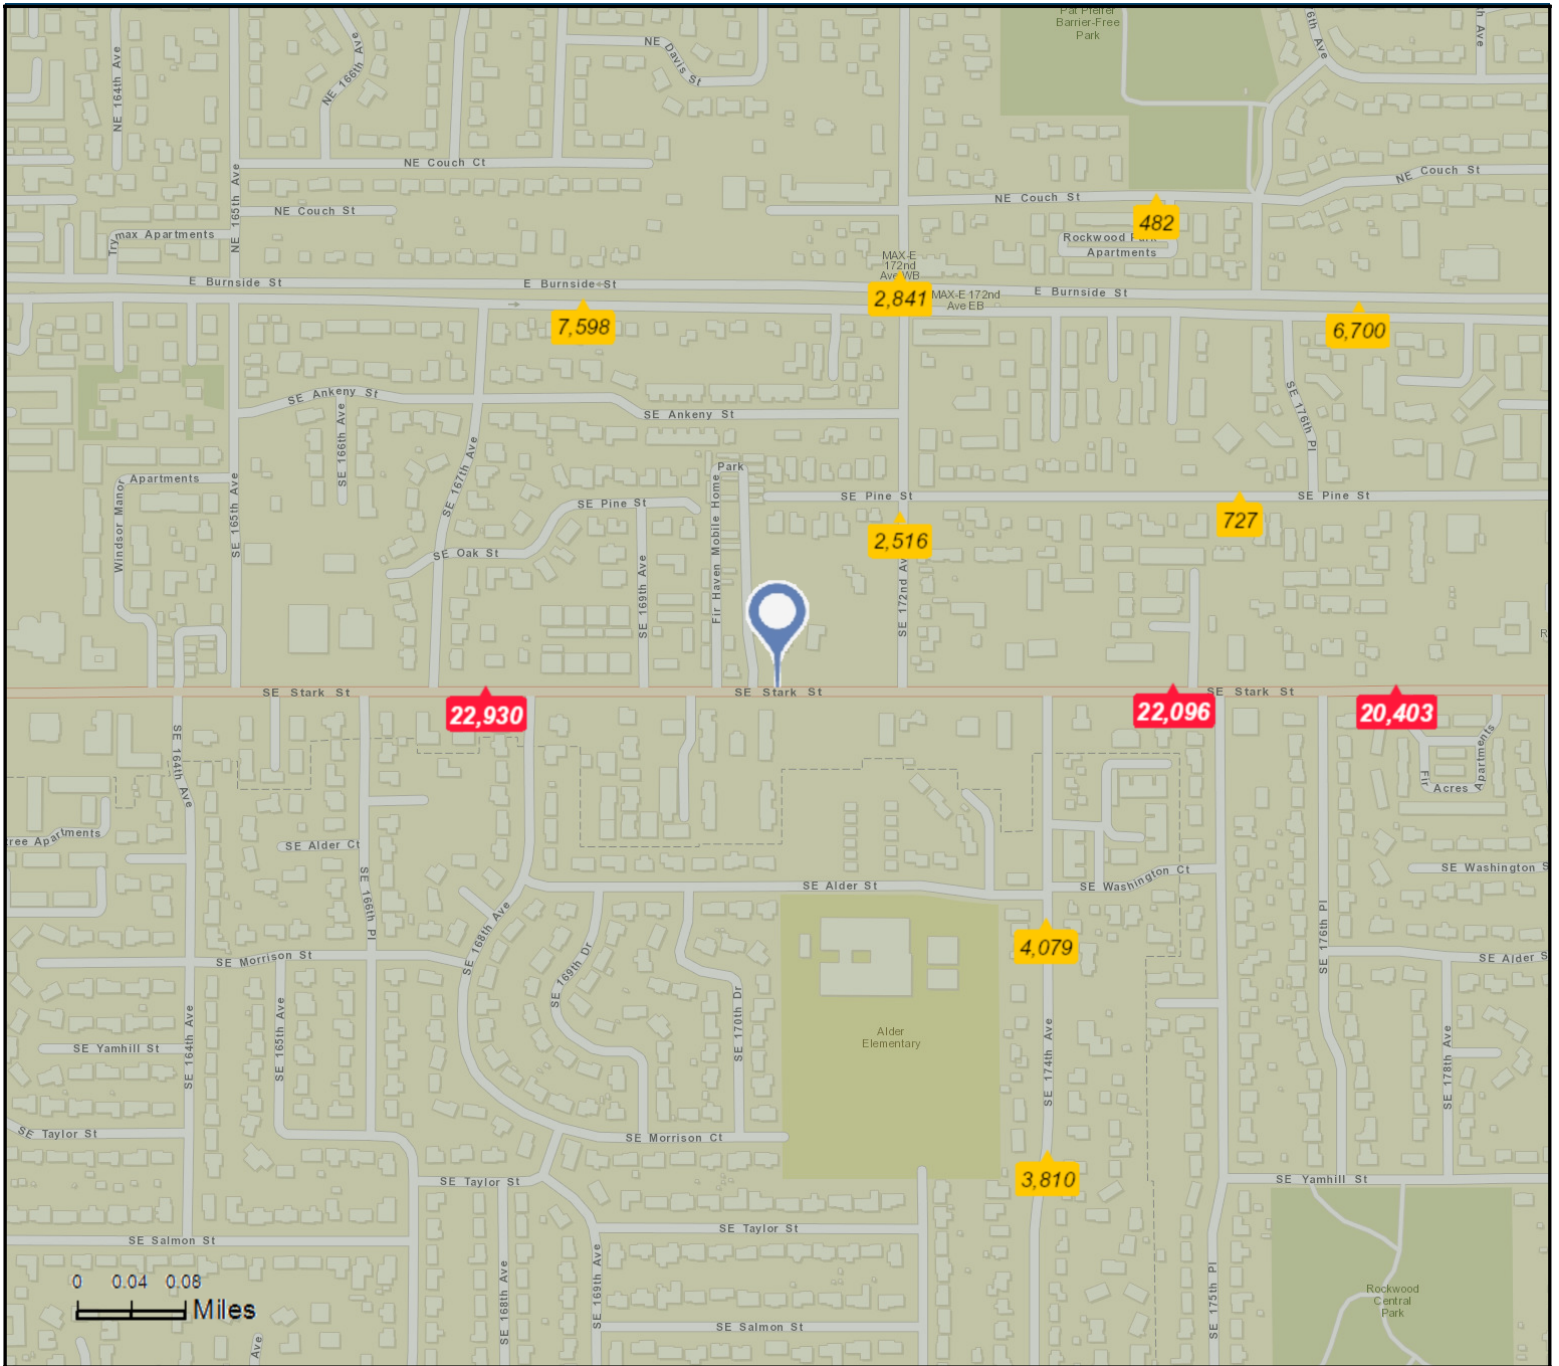 Pat Pfeifer
Barrier-Free
Park
6th Ave
th Ave
NE 164th Ave
NE 166th Ave
NE Davis St
NE Couch Ct
NE Couch St
NE 165th Ave
NE Couch St
NE Couch St
482
Trymax Apartments
Rockwood Park
Apartments
MAX-E
172nd
Ave WB
E Burnside St
E Burnside St
2,841
MAX-E 172nd
Ave EB
E Burnside St
7,598
6,700
SE Ankeny St
SE Ankeny St
SE 166th Ave
SE 167th Ave
SE 176th Pl
Windsor Manor
Apartments
SE 165th Ave
Park
Fir Haven Mobile Home
SE Pine St
SE Pine St
SE Pine St
727
2,516
SE Oak St
SE 169th Ave
SE 172nd Av
R
SE Stark St
SE Stark St
SE Stark St
22,930
22,096
20,403
SE 164th Ave
Fir
Acres
Apartments
ree Apartments
SE Alder Ct
SE 166th Pl
SE Alder St
SE Washington Ct
SE Washington S
SE 168th Ave
4,079
SE 176th Pl
SE Morrison St
SE Alder S
SE 169th Dr
SE 170th Dr
SE 164th Ave
SE 165th Ave
SE Yamhill St
Alder
Elementary
SE 174th Ave
SE 178th Ave
SE Taylor St
SE Morrison Ct
3,810
SE Taylor St
SE Yamhill St
SE Taylor St
SE Salmon St
SE 168th Ave
SE 169th Ave
SE 175th Pl
0 0.04 0.08
Miles
Rockwood
Central
Park
SE Salmon St
Ave